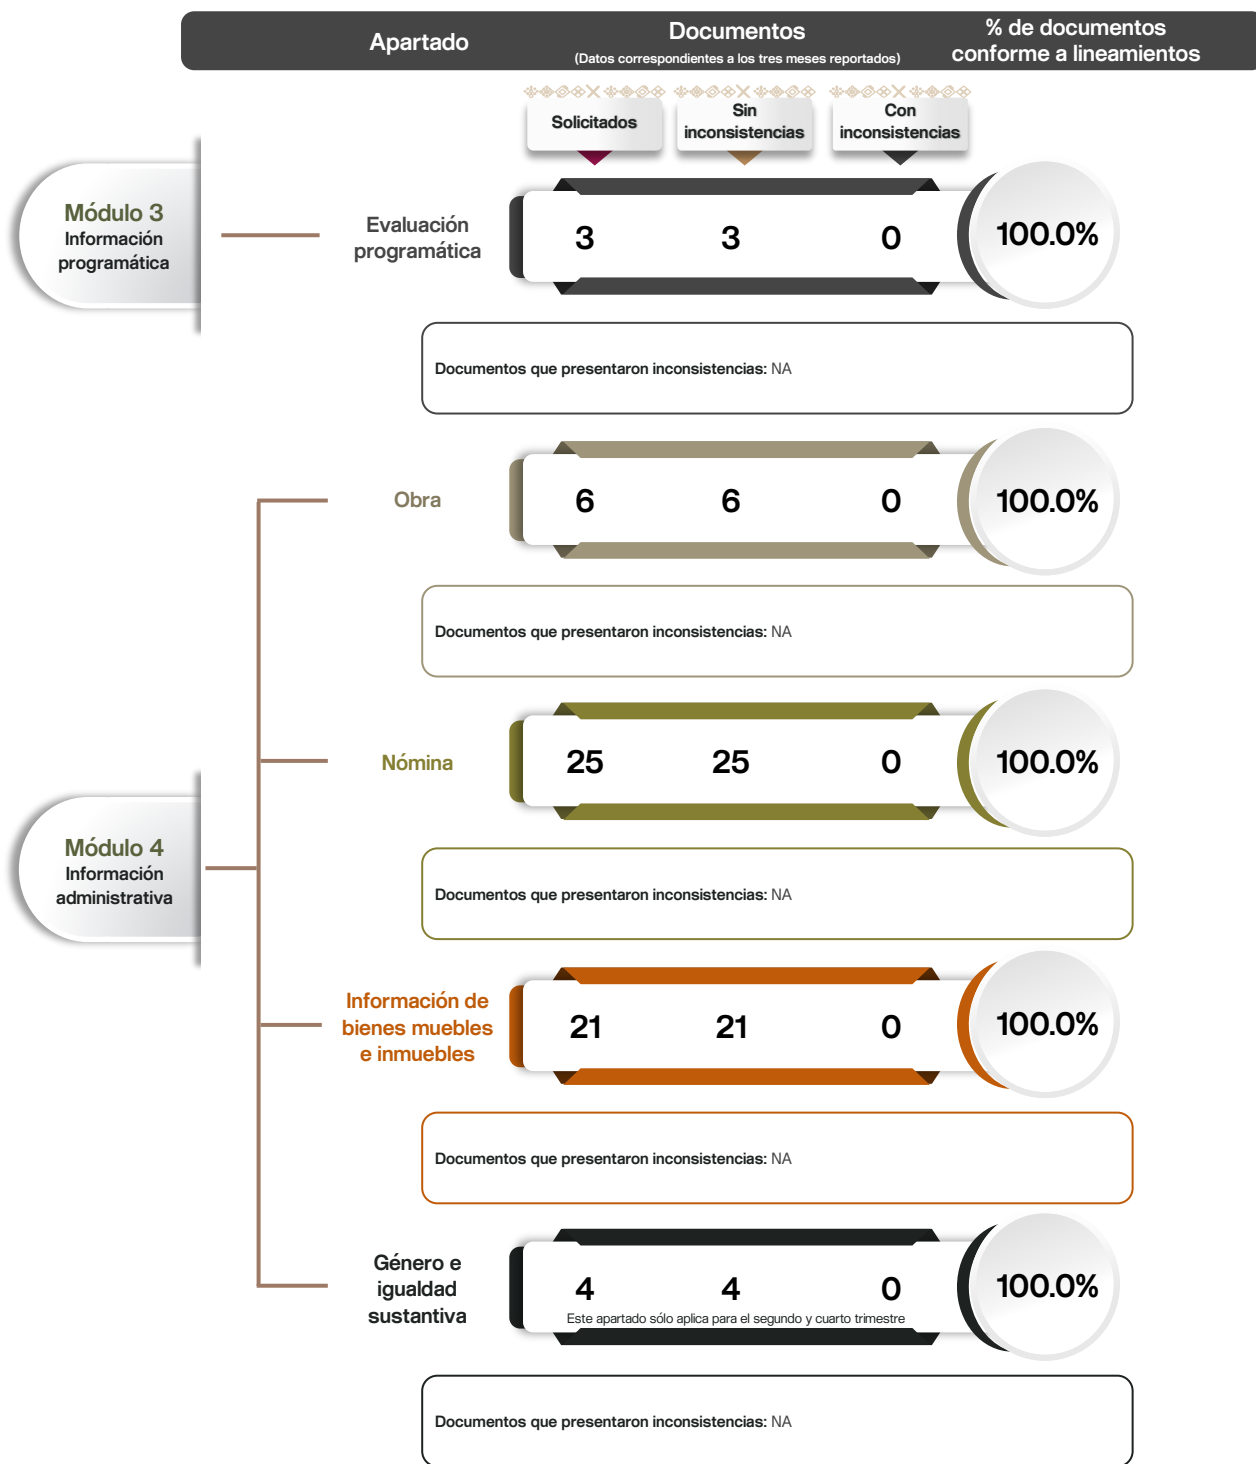 Apartado
Documentos
(Datos correspondientes a los tres meses reportados)
% de documentos
conforme a lineamientos
Solicitados
Sin
inconsistencias
Con
inconsistencias
Módulo 3
Información
programática
Evaluación
programática
3 3 0 100.0%
Documentos que presentaron inconsistencias: NA
Obra
6 6 0 100.0%
Documentos que presentaron inconsistencias: NA
Nómina
25 25 0 100.0%
Documentos que presentaron inconsistencias: NA
Módulo 4
Información
administrativa
Información de
bienes muebles
e inmuebles
21 21 0 100.0%
Documentos que presentaron inconsistencias: NA
Género e
igualdad
sustantiva
4 4 0 100.0%
Este apartado sólo aplica para el segundo y cuarto trimestre
Documentos que presentaron inconsistencias: NA